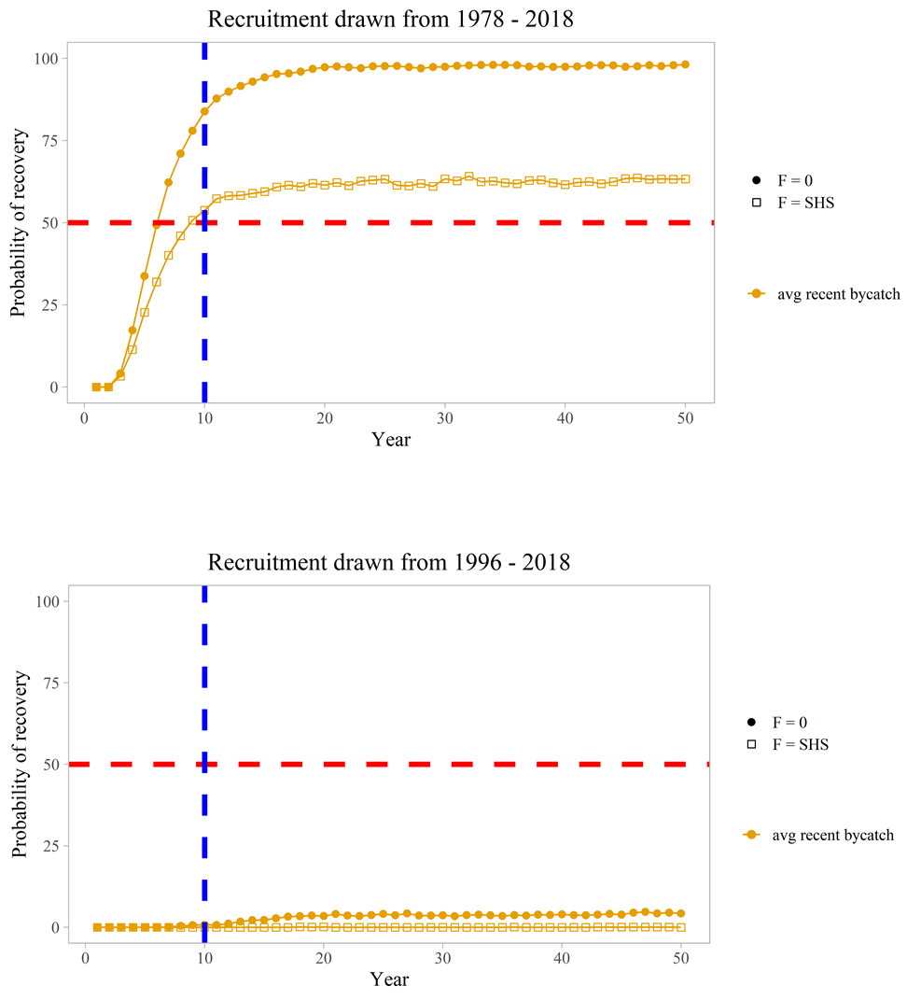 Recruitment drawn from 1978 - 2018
100
75
50
25
0
Probability of recovery
0 10 20 30 40 50
Year
F = 0
F = SHS
avg recent bycatch
Recruitment drawn from 1996 - 2018
100
75
50
25
0
Probability of recovery
0 10 20 30 40 50
Year
F = 0
F = SHS
avg recent bycatch